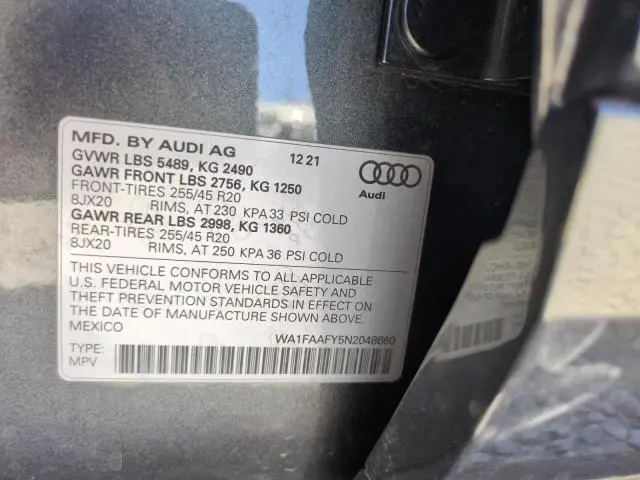 MFD. BY AUDI AG 12 21
GVWR LBS 5489, KG 2490
GAWR FRONT LBS 2756, KG 1250
FRONT-TIRES 255/45 R20
8JX20 RIMS, AT 230 KPA 33 PSI COLD
GAWR REAR LBS 2998, KG 1360
REAR-TIRES 255/45 R20
8JX20 RIMS, AT 250 KPA 36 PSI COLD
Audi
THIS VEHICLE CONFORMS TO ALL APPLICABLE
U.S. FEDERAL MOTOR VEHICLE SAFETY AND
THEFT PREVENTION STANDARDS IN EFFECT ON
THE DATE OF MANUFACTURE SHOWN ABOVE.
MEXICO
WA1FAAFY5N2048660
TYPE:
MPV